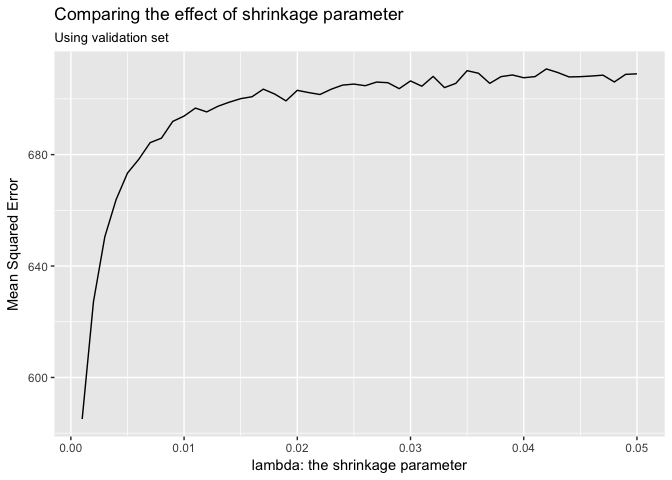 Comparing the effect of shrinkage parameter
Using validation set
Mean Squared Error
680
640
600
0.00 0.01 0.02 0.03 0.04 0.05
lambda: the shrinkage parameter